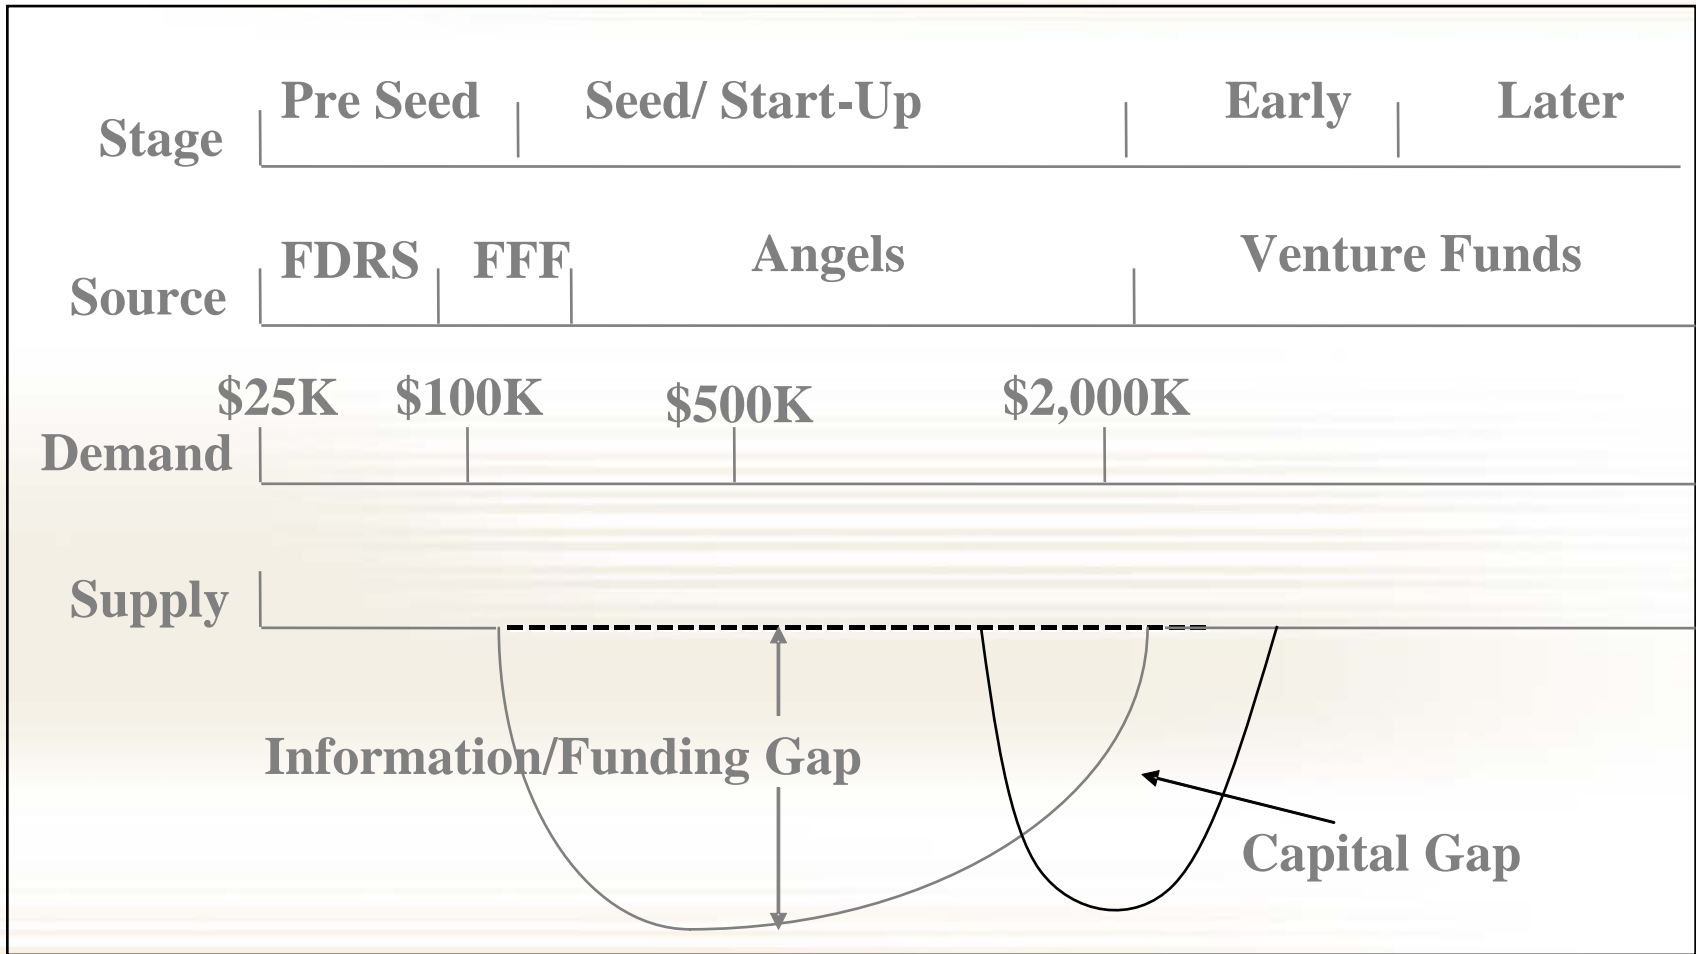 Pre Seed Seed/ Start-Up Early Later
Stage
FDRS FFF Angels Venture Funds
Source
$25K $100K $500K $2,000K
Demand
Supply
Information/Funding Gap
Capital Gap